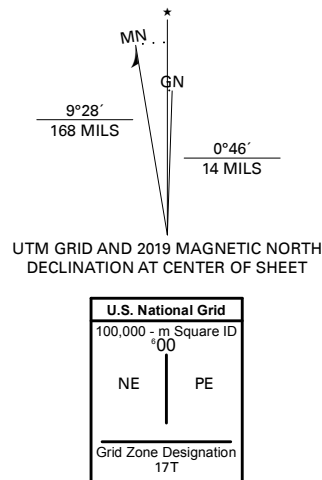 ★
MN
GN
9°28´
168 MILS
0°46´
14 MILS
UTM GRID AND 2019 MAGNETIC NORTH
DECLINATION AT CENTER OF SHEET
U.S. National Grid
100,000 - m Square ID
⁶00
NE
PE
Grid Zone Designation
17T